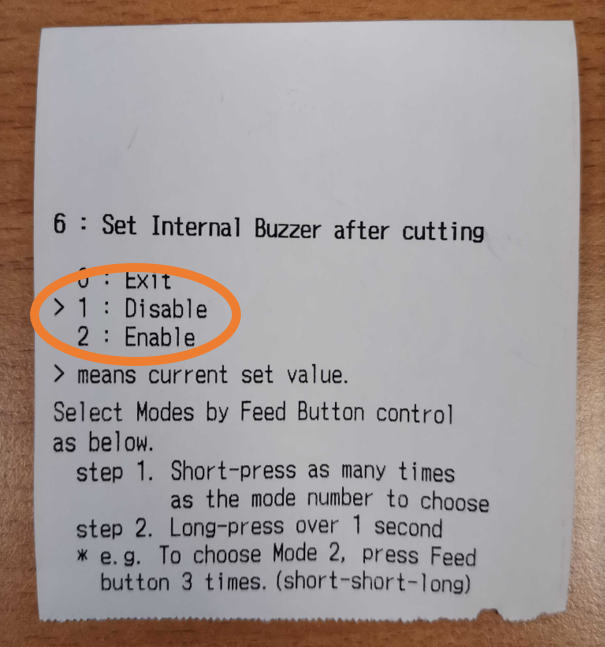 6 : Set Internal Buzzer after cutting
0 : Exit
> 1 : Disable
2 : Enable
> means current set value.
Select Modes by Feed Button control
as below.
step 1. Short-press as many times
as the mode number to choose
step 2. Long-press over 1 second
* e.g. To choose Mode 2, press Feed
button 3 times. (short-short-long)